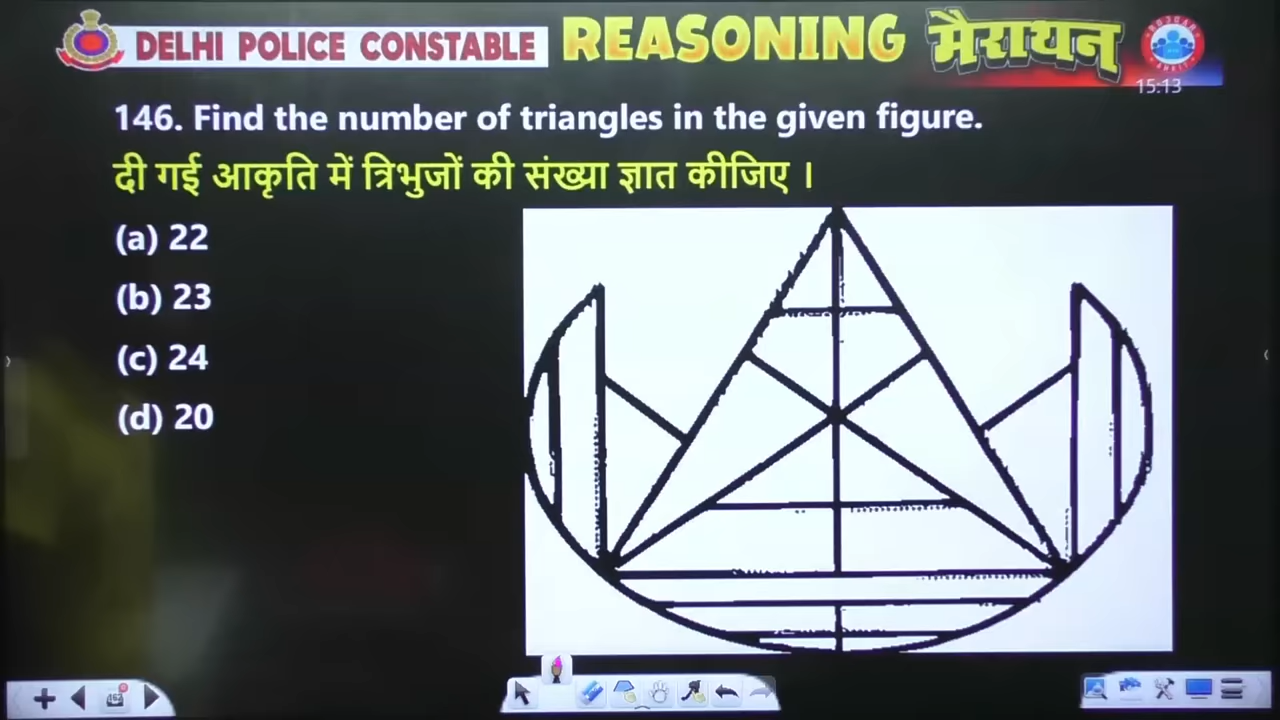 DELHI POLICE CONSTABLE REASONING मैराथन
15:13
146. Find the number of triangles in the given figure.
दी गई आकृति में त्रिभुजों की संख्या ज्ञात कीजिए ।
(a) 22
(b) 23
(c) 24
(d) 20